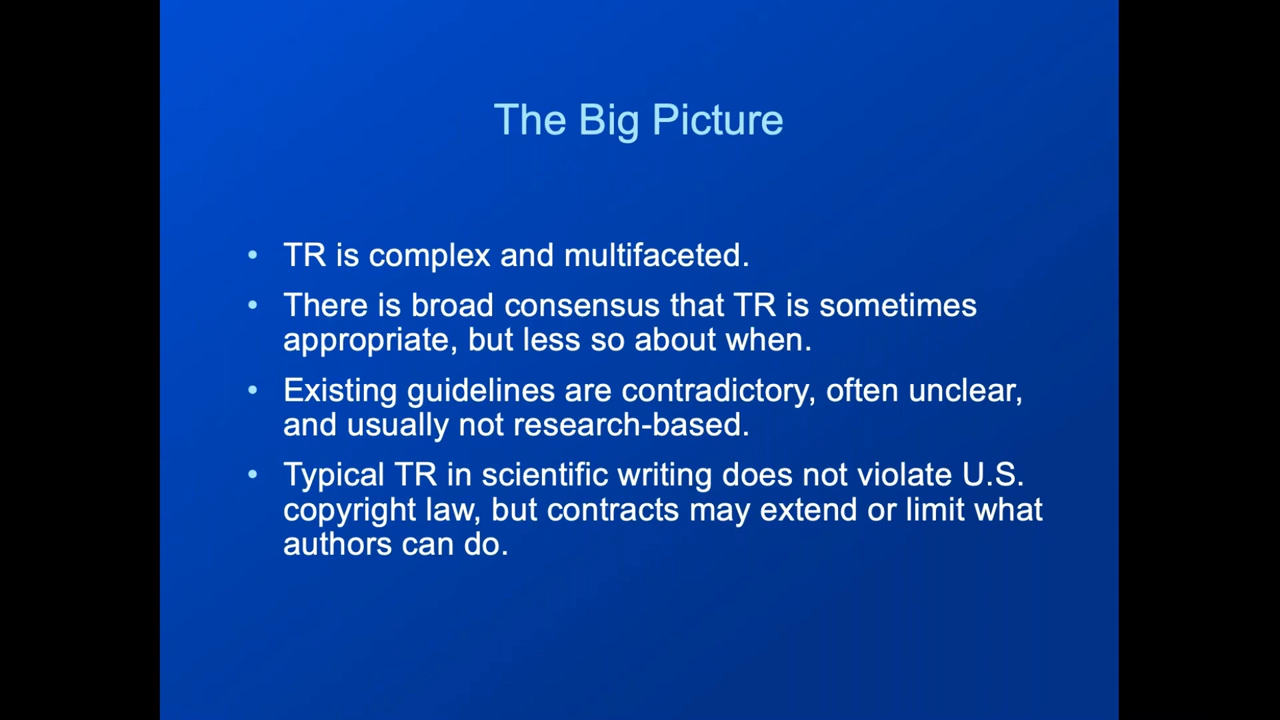 The Big Picture
• TR is complex and multifaceted.
• There is broad consensus that TR is sometimes
appropriate, but less so about when.
• Existing guidelines are contradictory, often unclear,
and usually not research-based.
• Typical TR in scientific writing does not violate U.S.
copyright law, but contracts may extend or limit what
authors can do.